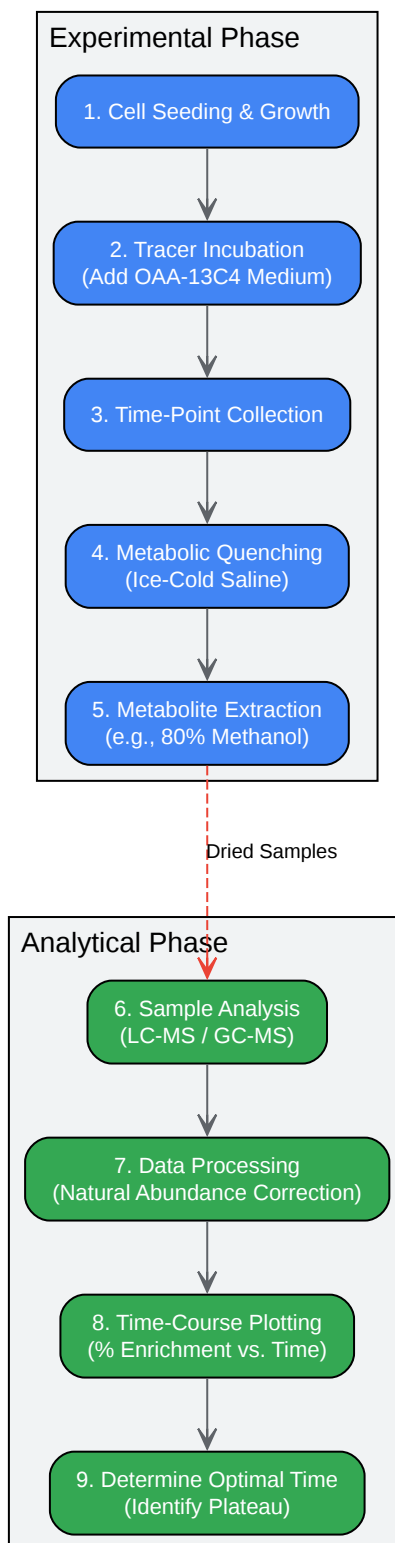 Experimental Phase
1. Cell Seeding & Growth
2. Tracer Incubation
(Add OAA-13C4 Medium)
3. Time-Point Collection
4. Metabolic Quenching
(Ice-Cold Saline)
5. Metabolite Extraction
(e.g., 80% Methanol)
Dried Samples
Analytical Phase
6. Sample Analysis
(LC-MS / GC-MS)
7. Data Processing
(Natural Abundance Correction)
8. Time-Course Plotting
(% Enrichment vs. Time)
9. Determine Optimal Time
(Identify Plateau)